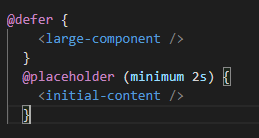 @defer {
<large-component />
}
@placeholder (minimum 2s) {
<initial-content />
}